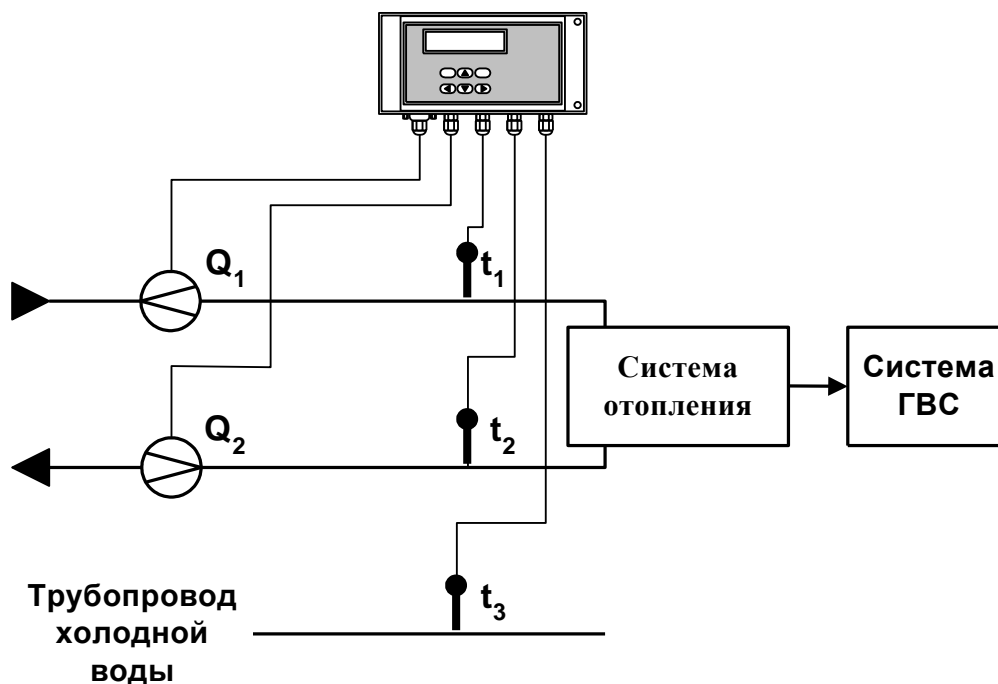 Q1
t1
Система
отопления
Система
ГВС
Q2
t2
Трубопровод
холодной
воды
t3